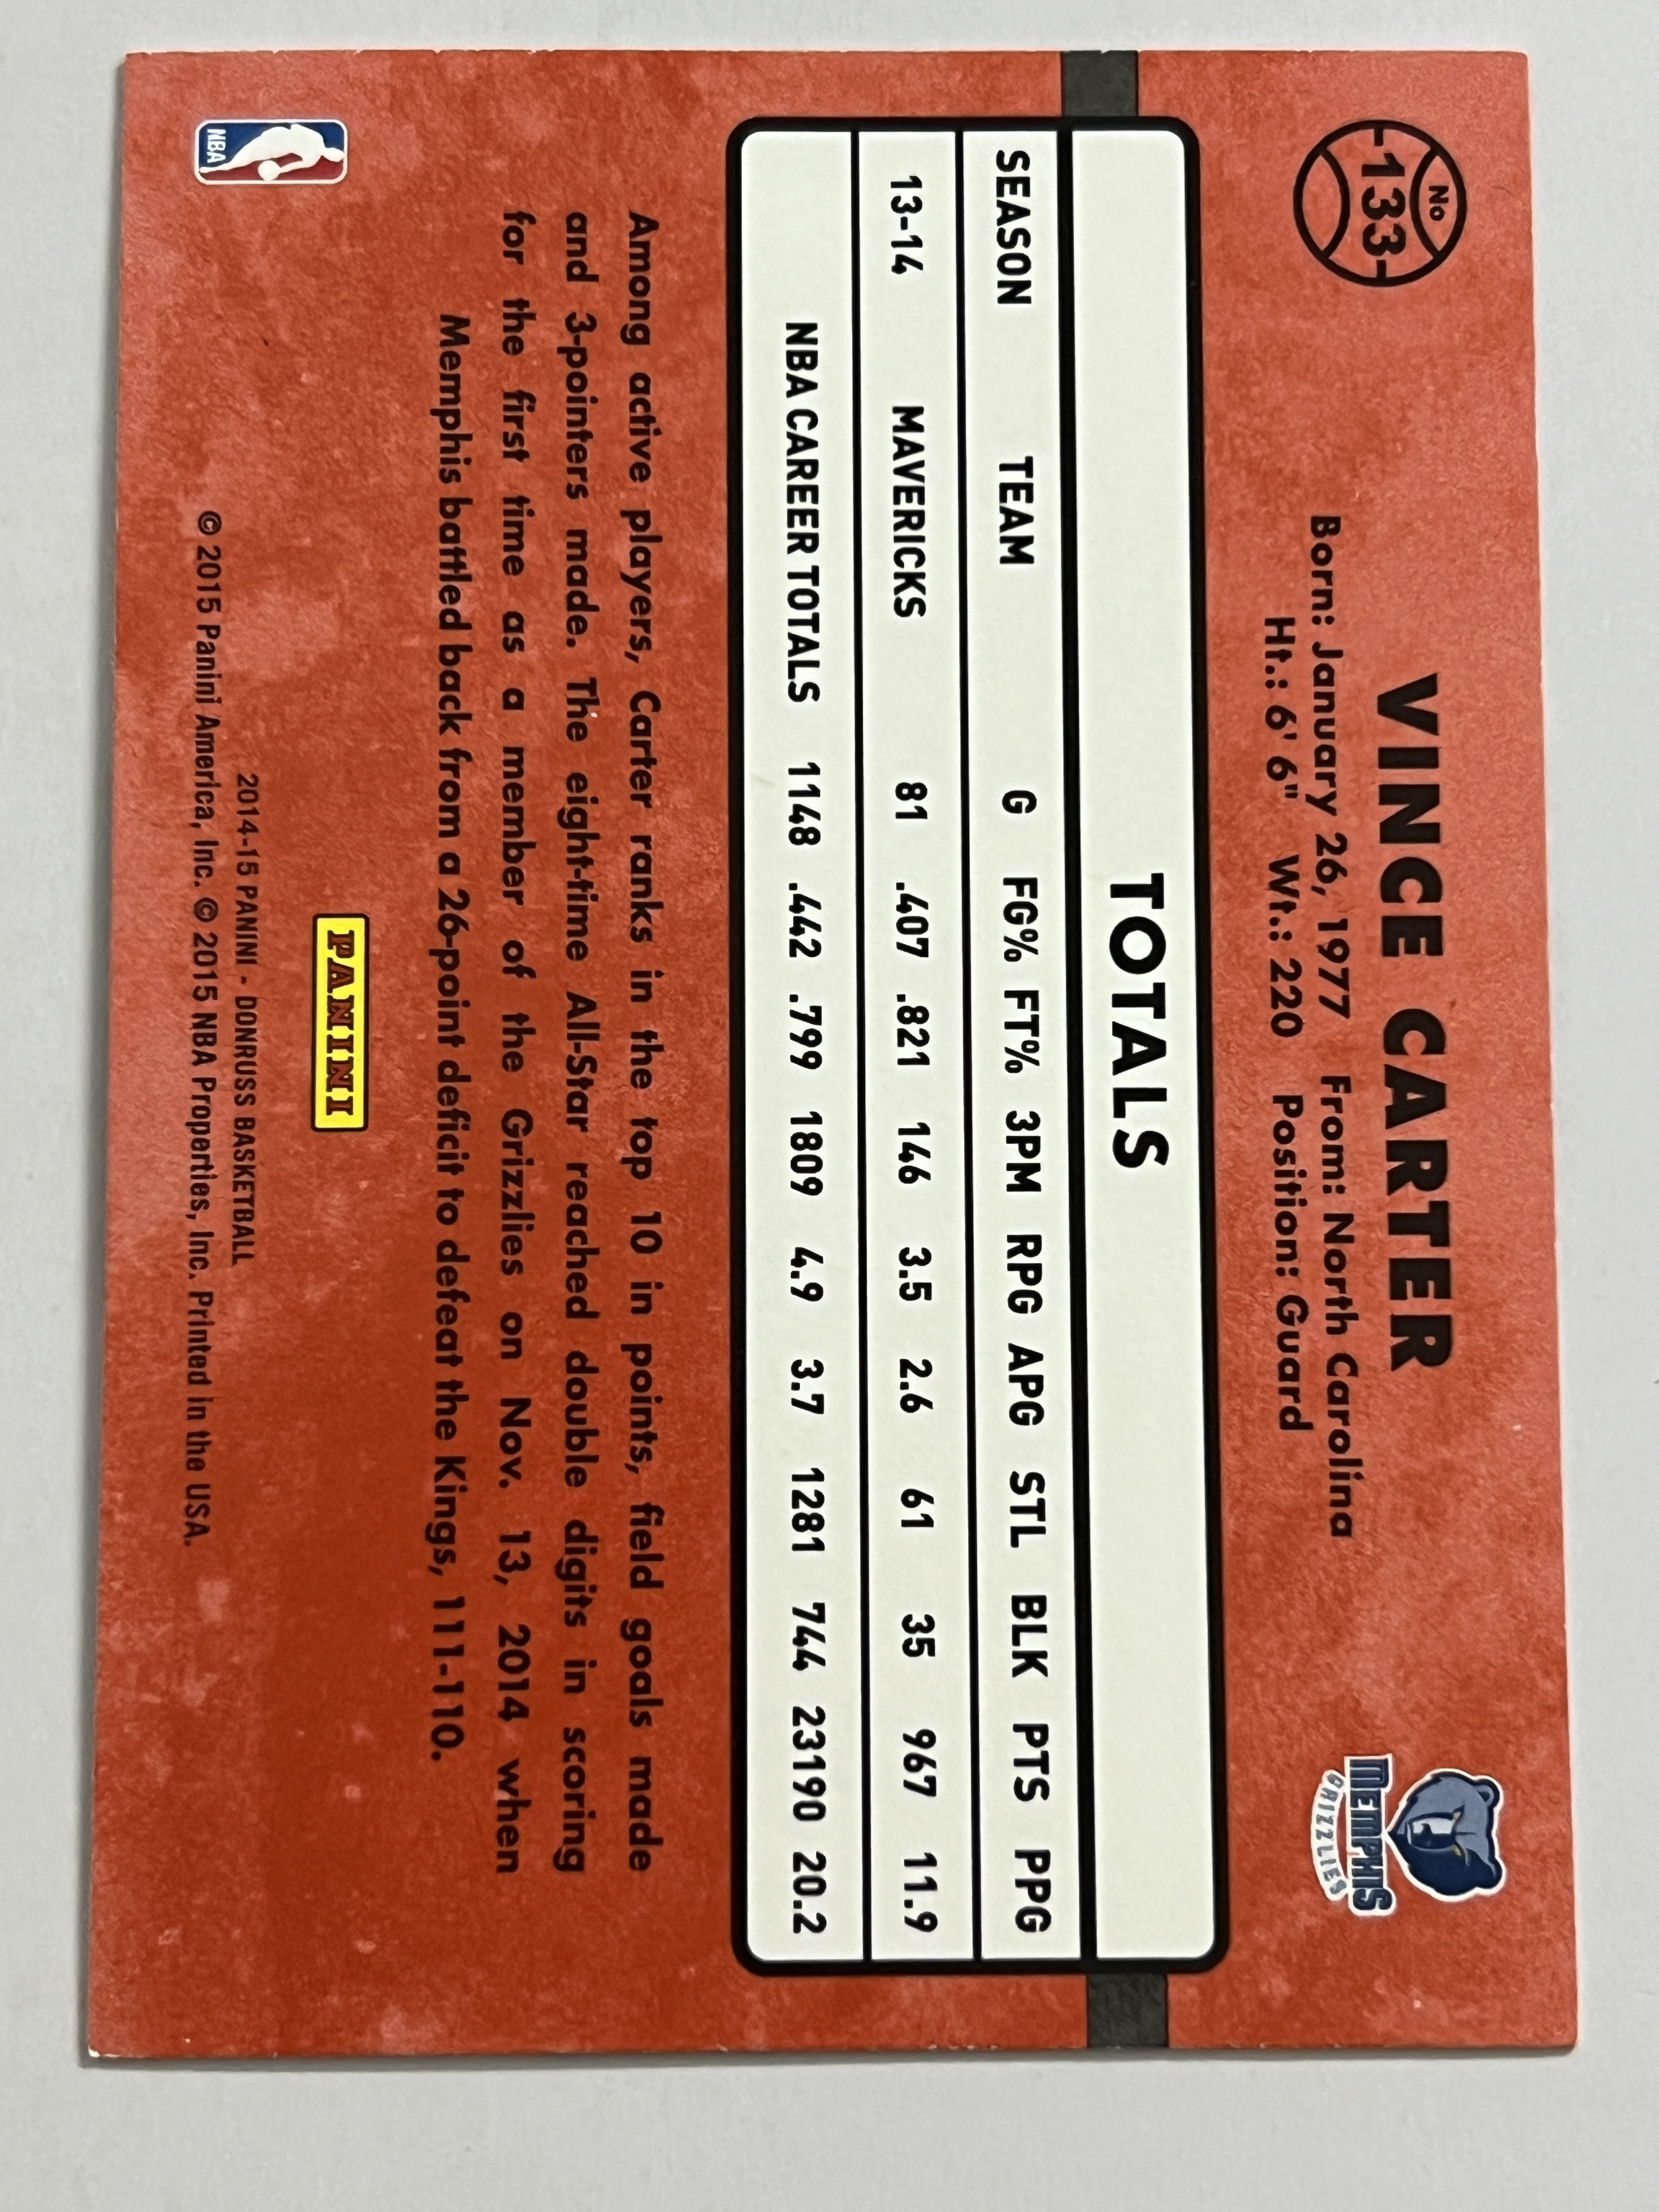 No
133
VINCE CARTER
Born: January 26, 1977 From: North Carolina
Ht.: 6' 6" Wt.: 220 Position: Guard
MEMPHIS
GRIZZLIES
TOTALS
SEASON TEAM G FG% FT% 3PM RPG APG STL BLK PTS PPG
13-14 MAVERICKS 81 .407 .821 146 3.5 2.6 61 35 967 11.9
NBA CAREER TOTALS 1148 .442 .799 1809 4.9 3.7 1281 744 23190 20.2
Among active players, Carter ranks in the top 10 in points, field goals made
and 3-pointers made. The eight-time All-Star reached double digits in scoring
for the first time as a member of the Grizzlies on Nov. 13, 2014 when
Memphis battled back from a 26-point deficit to defeat the Kings, 111-110.
PANINI
2014-15 PANINI - DONRUSS BASKETBALL
© 2015 Panini America, Inc. © 2015 NBA Properties, Inc. Printed in the USA.
NBA